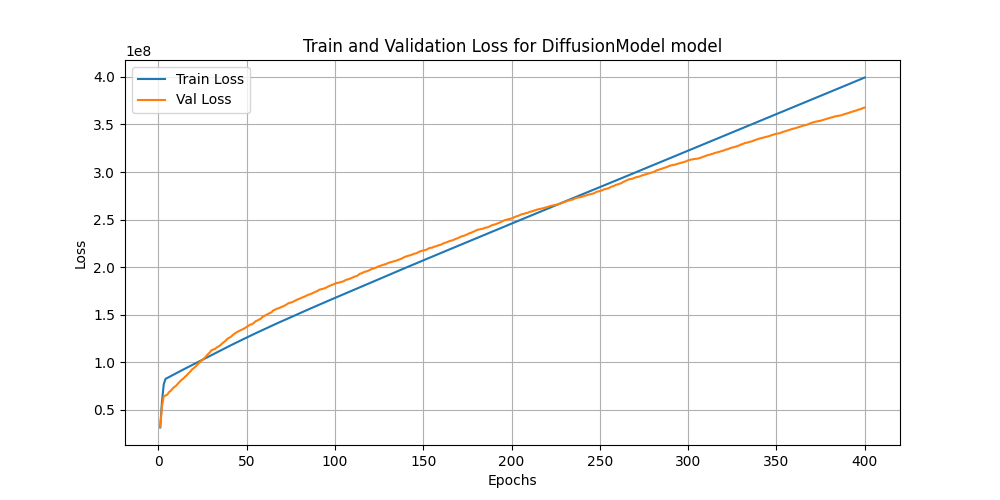 Train and Validation Loss for DiffusionModel model
1e8
Train Loss
Val Loss
4.0
3.5
3.0
2.5
2.0
1.5
1.0
0.5
Loss
0 50 100 150 200 250 300 350 400
Epochs